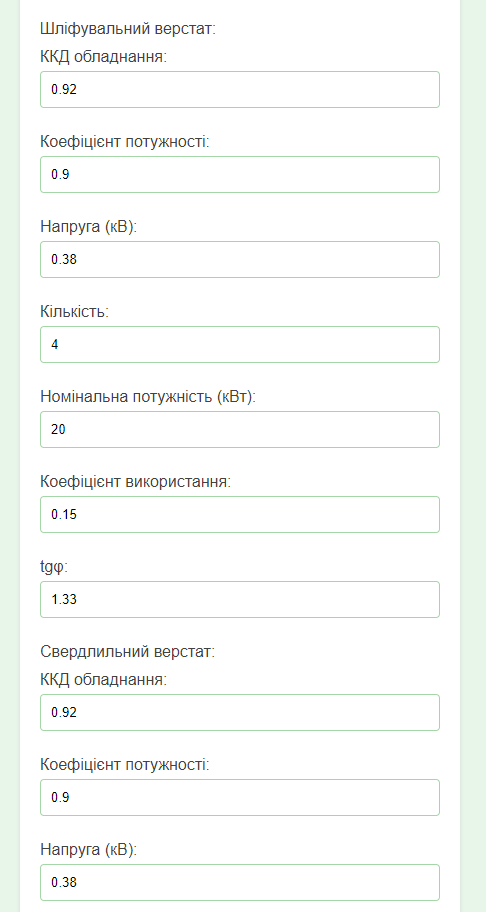 Шліфувальний верстат:
ККД обладнання:
0.92
Коефіцієнт потужності:
0.9
Напруга (кВ):
0.38
Кількість:
4
Номінальна потужність (кВт):
20
Коефіцієнт використання:
0.15
tgφ:
1.33
Свердлильний верстат:
ККД обладнання:
0.92
Коефіцієнт потужності:
0.9
Напруга (кВ):
0.38